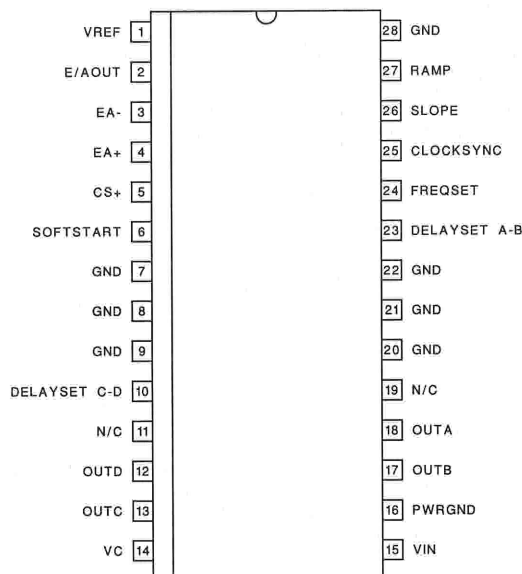 VREF 1
E/AOUT 2
EA- 3
EA+ 4
CS+ 5
SOFTSTART 6
GND 7
GND 8
GND 9
DELAYSET C-D 10
N/C 11
OUTD 12
OUTC 13
VC 14
28 GND
27 RAMP
26 SLOPE
25 CLOCKSYNC
24 FREQSET
23 DELAYSET A-B
22 GND
21 GND
20 GND
19 N/C
18 OUTA
17 OUTB
16 PWRGND
15 VIN